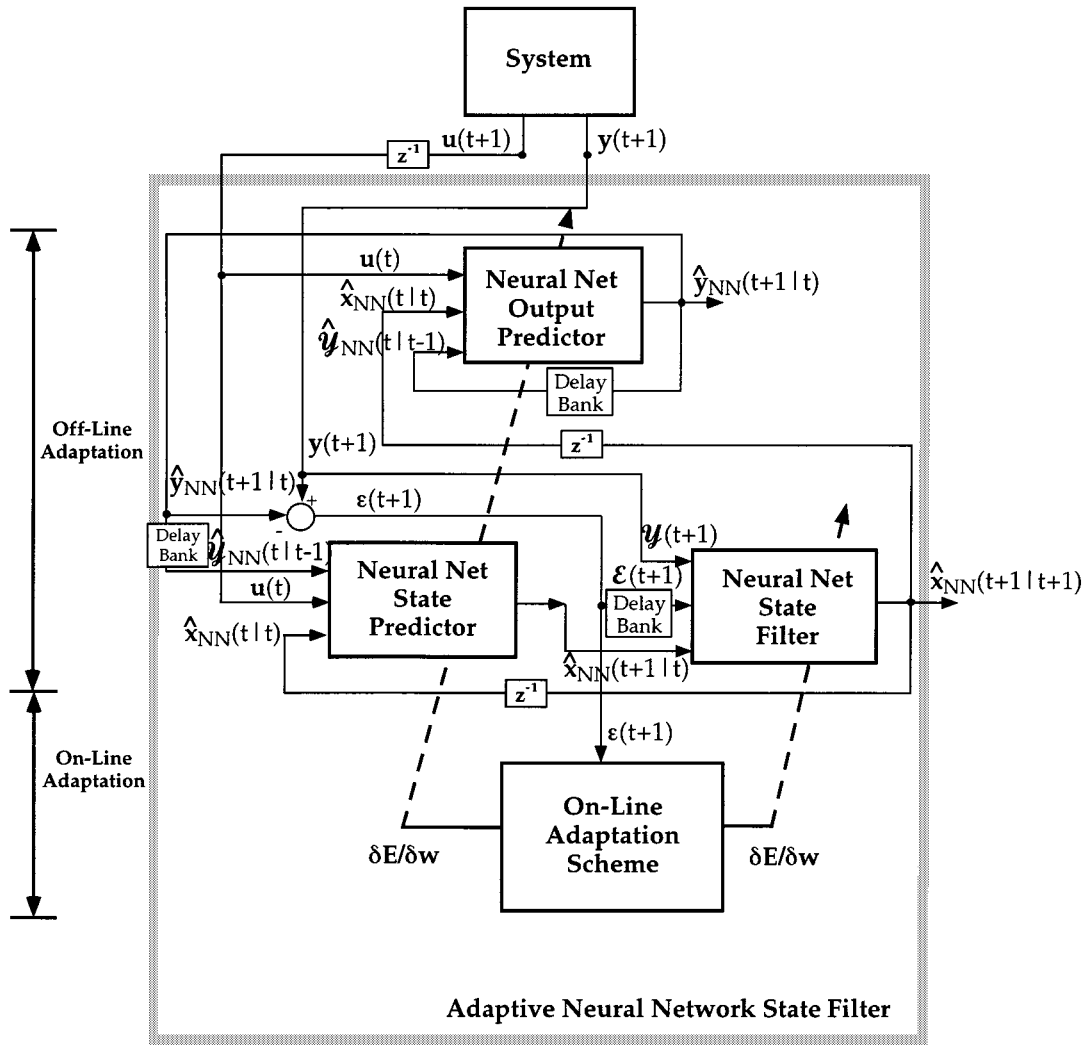 System
u(t+1)
y(t+1)
z⁻¹
u(t)
x̂NN(t|t)
𝓨̂NN(t|t-1)
Neural Net
Output
Predictor
ŷNN(t+1|t)
Delay
Bank
Off-Line
Adaptation
y(t+1)
z⁻¹
ŷNN(t+1|t)
+
-
ε(t+1)
Delay
Bank
𝓨̂NN(t|t-1)
u(t)
x̂NN(t|t)
Neural Net
State
Predictor
𝓨(t+1)
𝓔(t+1)
Delay
Bank
x̂NN(t+1|t)
Neural Net
State
Filter
x̂NN(t+1|t+1)
z⁻¹
ε(t+1)
On-Line
Adaptation
On-Line
Adaptation
Scheme
δE/δw
δE/δw
Adaptive Neural Network State Filter